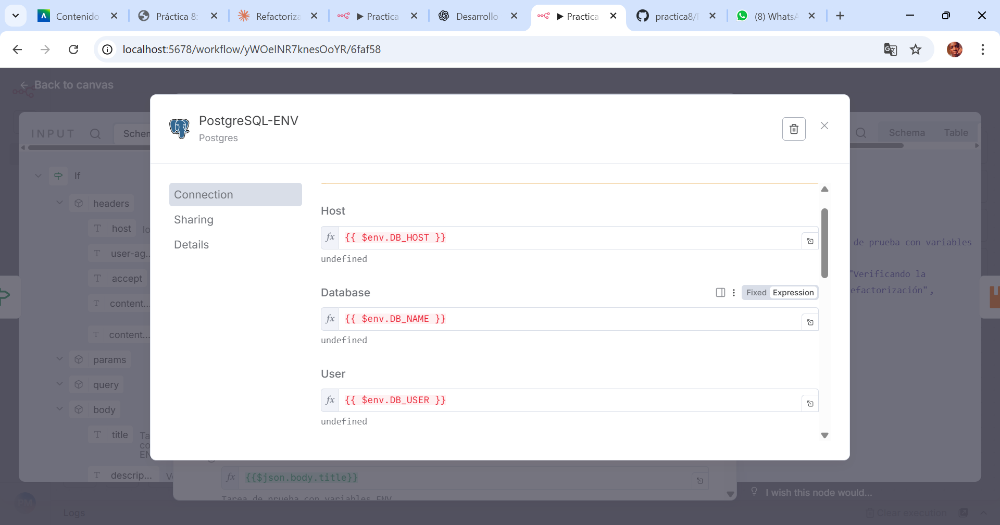 Contenido
Práctica 8:
Refactoriza
▶ Practica
Desarrollo
▶ Practica
practica8/
(8) WhatsA
localhost:5678/workflow/yWOeINR7knesOoYR/6faf58
Back to canvas
INPUT
Schem
Schema
Table
PostgreSQL-ENV
Postgres
Connection
Sharing
Details
Host
fx {{ $env.DB_HOST }}
undefined
Database
Fixed Expression
fx {{ $env.DB_NAME }}
undefined
User
fx {{ $env.DB_USER }}
undefined
If
headers
T host lo
T user-ag...
T accept
T content...
T content...
params
query
body
T title Ta
co
EN
T descrip... Ve
de prueba con variables
"Verificando la
efactorización",
fx {{$json.body.title}}
Tarea de prueba con variables ENV
I wish this node would...
Logs
Clear execution